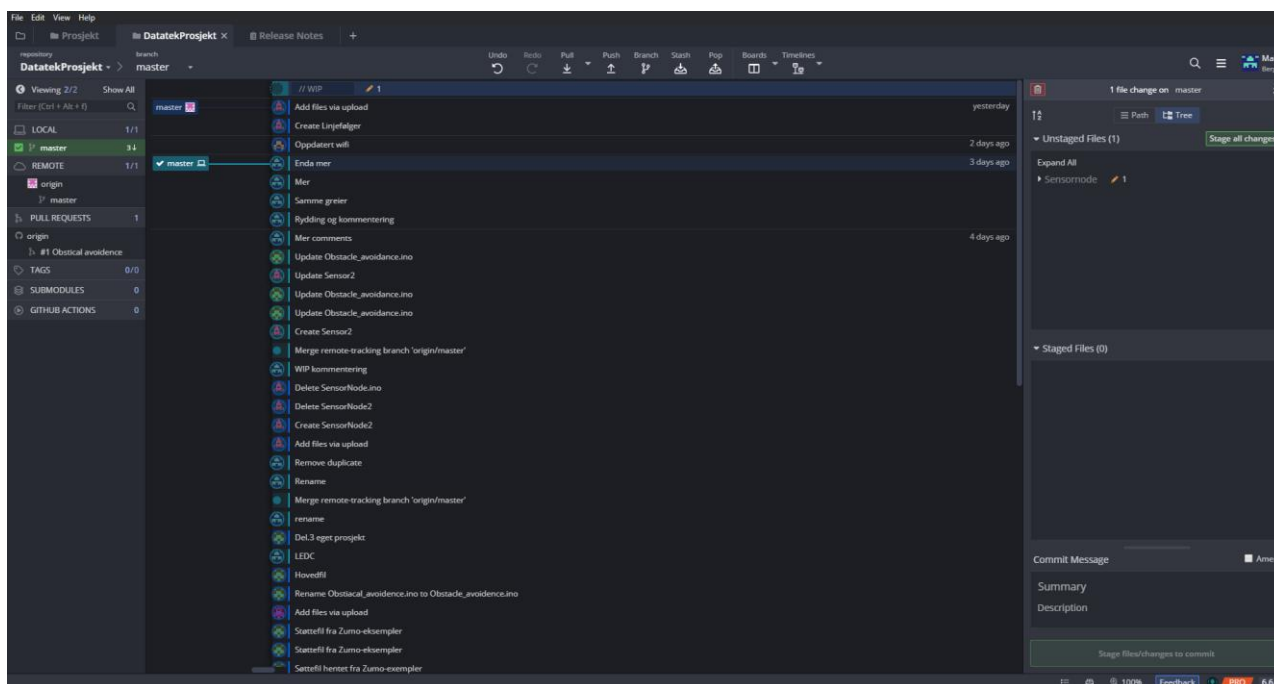 File Edit View Help
Prosjekt DatatekProsjekt × Release Notes +
repository branch Undo Redo Pull Push Branch Stash Pop Boards Timelines
DatatekProsjekt master
Viewing 2/2 Show All
Filter (Ctrl + Alt + f)
LOCAL 1/1
master 3↓
REMOTE 1/1
origin
master
PULL REQUESTS 1
origin
#1 Obstical avoidence
TAGS 0/0
SUBMODULES 0
GITHUB ACTIONS 0
// WIP 1
master Add files via upload yesterday
Create Linjefølger
Oppdatert wifi 2 days ago
master Enda mer 3 days ago
Mer
Samme greier
Rydding og kommentering
Mer comments 4 days ago
Update Obstacle_avoidance.ino
Update Sensor2
Update Obstacle_avoidance.ino
Update Obstacle_avoidance.ino
Create Sensor2
Merge remote-tracking branch 'origin/master'
WIP kommentering
Delete SensorNode.ino
Delete SensorNode2
Create SensorNode2
Add files via upload
Remove duplicate
Rename
Merge remote-tracking branch 'origin/master'
rename
Del.3 eget prosjekt
LEDC
Hovedfil
Rename Obstiacal_avoidence.ino to Obstacle_avoidence.ino
Add files via upload
Støttefil fra Zumo-eksempler
Støttefil fra Zumo-eksempler
Søttefil hentet fra Zumo-exempler
1 file change on master
Path Tree
Unstaged Files (1) Stage all changes
Expand All
Sensornode 1
Staged Files (0)
Commit Message Ame
Summary
Description
Stage files/changes to commit
100% Feedback PRO 6.6